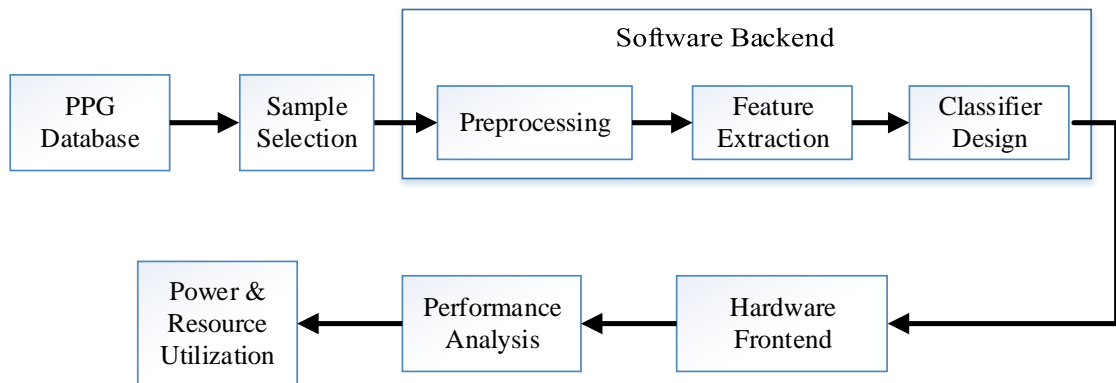 Software Backend
PPG
Database
Sample
Selection
Preprocessing
Feature
Extraction
Classifier
Design
Power &
Resource
Utilization
Performance
Analysis
Hardware
Frontend